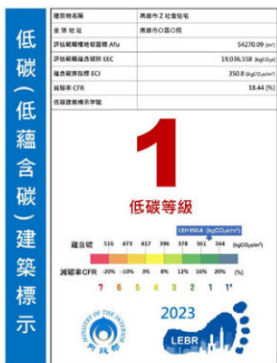 低碳(低蘊含碳)建築標示
建築物名稱 高雄市Z社會住宅
坐落地址 高雄市O區O段
評估範圍樓地板面積 Afu 54270.09 (m²)
評估範圍蘊含碳排 EEC 19,036,558 (kgCO₂e)
蘊含碳排指標 ECI 350.8 (kgCO₂e/m²)
減碳率 CFR 18.44 (%)
低碳建築標示字號
1
低碳等級
CEI=350.8 (kgCO₂e/m²)
蘊含碳 516 473 417 396 378 361 344 (kgCO₂e/m²)
減碳率CFR -20% -10% 3% 8% 12% 16% 20% (%)
7 6 5 4 3 2 1 1⁺
MINISTRY OF THE INTERIOR
內政部
2023
LEBR